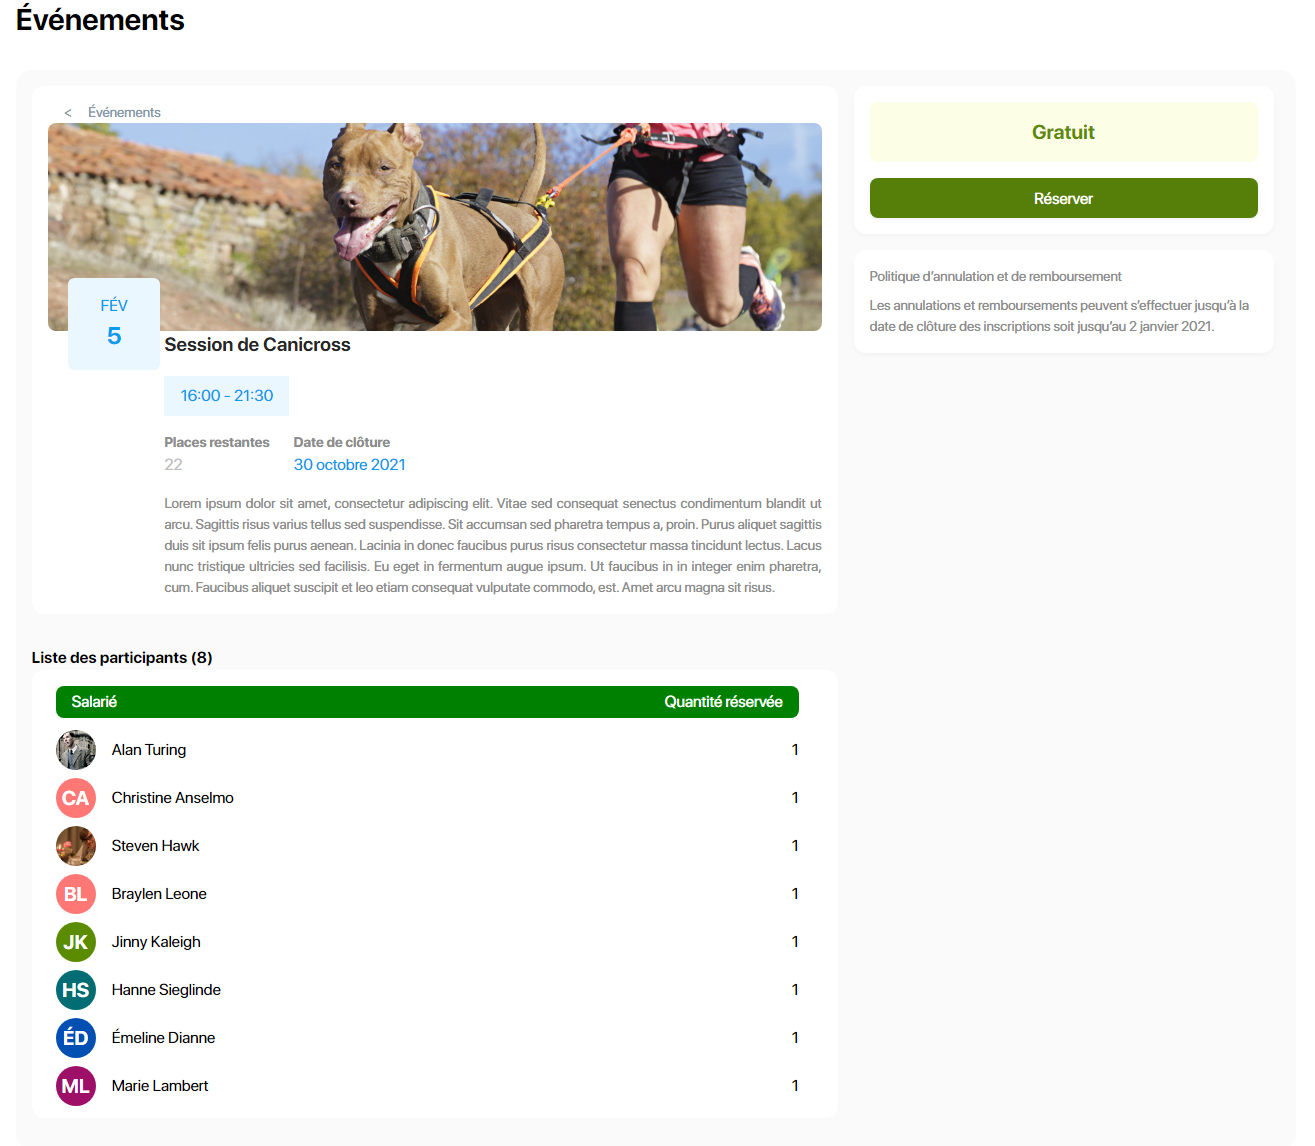 Événements
< Événements
FÉV
5
Session de Canicross
16:00 - 21:30
Places restantes Date de clôture
22 30 octobre 2021
Lorem ipsum dolor sit amet, consectetur adipiscing elit. Vitae sed consequat senectus condimentum blandit ut
arcu. Sagittis risus varius tellus sed suspendisse. Sit accumsan sed pharetra tempus a, proin. Purus aliquet sagittis
duis sit ipsum felis purus aenean. Lacinia in donec faucibus purus risus consectetur massa tincidunt lectus. Lacus
nunc tristique ultricies sed facilisis. Eu eget in fermentum augue ipsum. Ut faucibus in in integer enim pharetra,
cum. Faucibus aliquet suscipit et leo etiam consequat vulputate commodo, est. Amet arcu magna sit risus.
Gratuit
Réserver
Politique d’annulation et de remboursement
Les annulations et remboursements peuvent s’effectuer jusqu’à la
date de clôture des inscriptions soit jusqu’au 2 janvier 2021.
Liste des participants (8)
Salarié Quantité réservée
Alan Turing 1
CA Christine Anselmo 1
Steven Hawk 1
BL Braylen Leone 1
JK Jinny Kaleigh 1
HS Hanne Sieglinde 1
ÉD Émeline Dianne 1
ML Marie Lambert 1